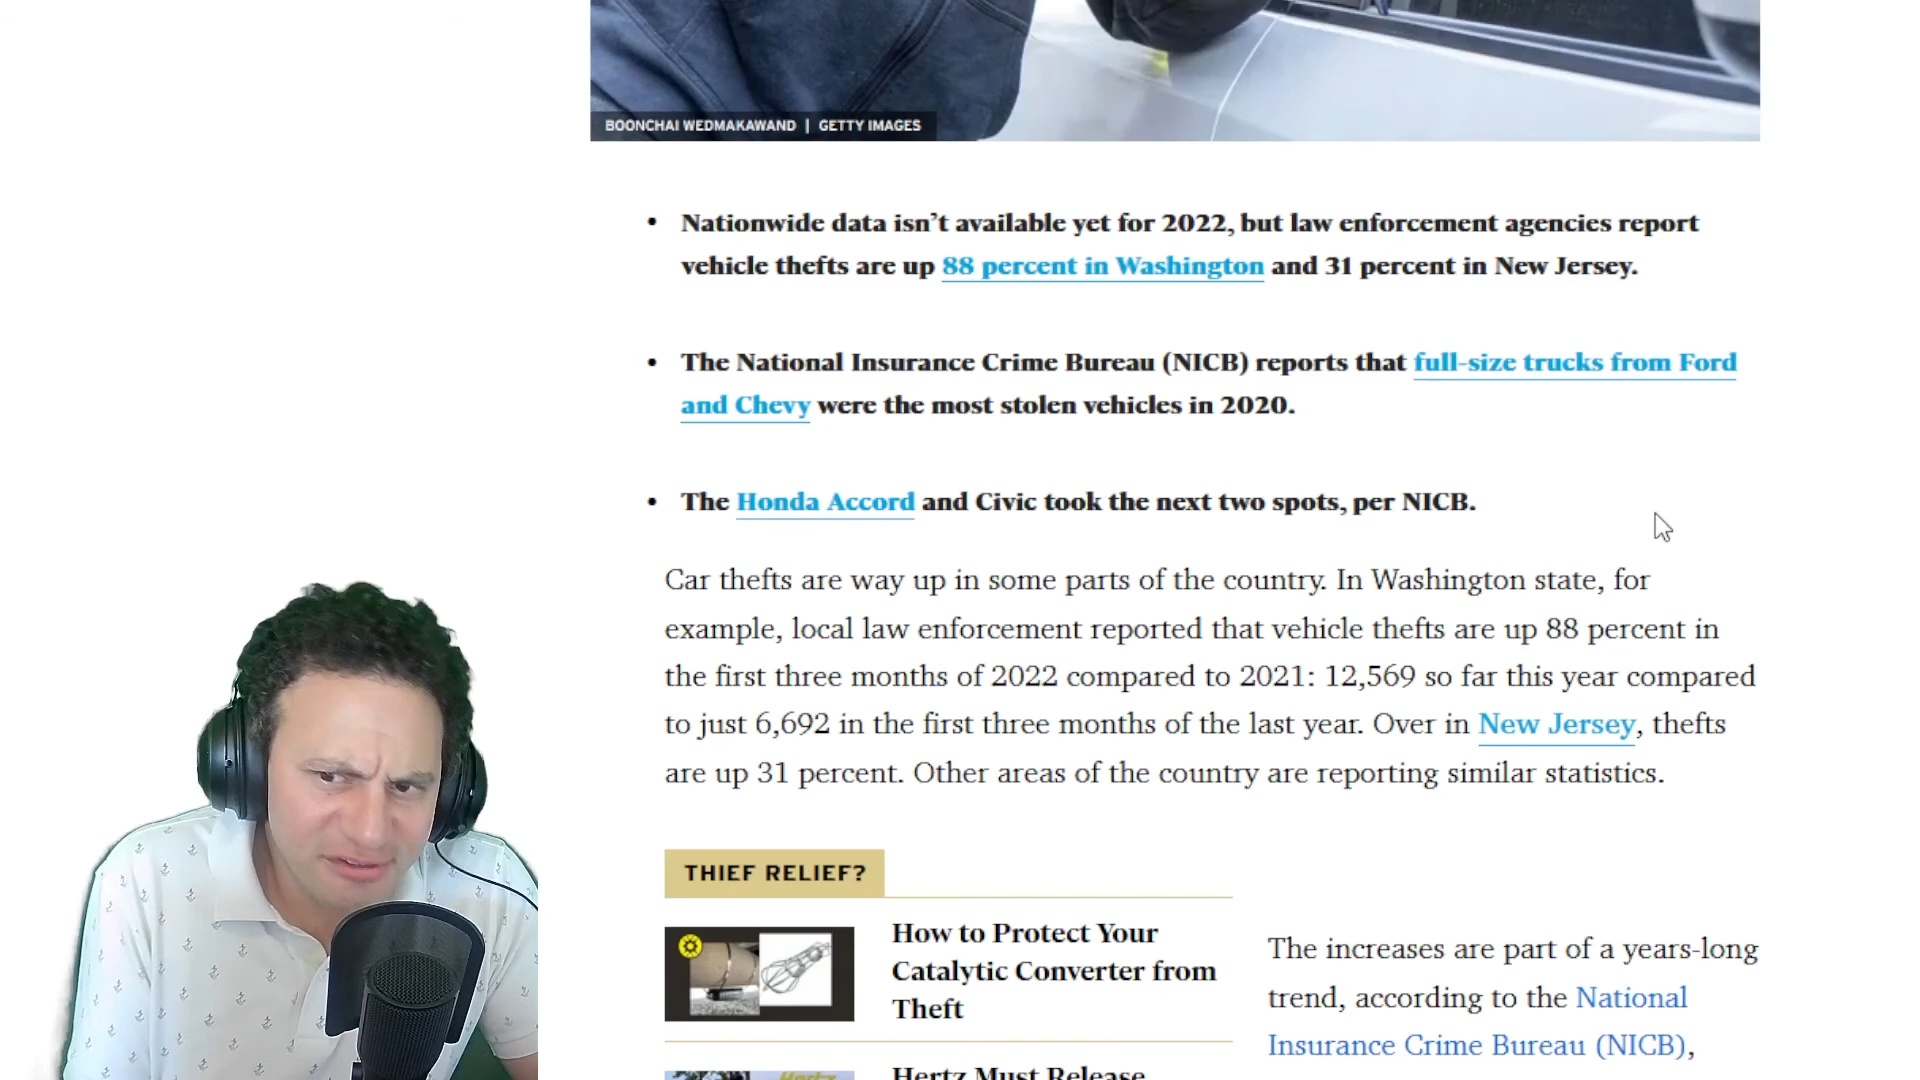 BOONCHAI WEDMAKAWAND | GETTY IMAGES
• Nationwide data isn't available yet for 2022, but law enforcement agencies report
vehicle thefts are up 88 percent in Washington and 31 percent in New Jersey.
• The National Insurance Crime Bureau (NICB) reports that full-size trucks from Ford
and Chevy were the most stolen vehicles in 2020.
• The Honda Accord and Civic took the next two spots, per NICB.
Car thefts are way up in some parts of the country. In Washington state, for
example, local law enforcement reported that vehicle thefts are up 88 percent in
the first three months of 2022 compared to 2021: 12,569 so far this year compared
to just 6,692 in the first three months of the last year. Over in New Jersey, thefts
are up 31 percent. Other areas of the country are reporting similar statistics.
THIEF RELIEF?
How to Protect Your
Catalytic Converter from
Theft
Hertz Must Release
Hertz
The increases are part of a years-long
trend, according to the National
Insurance Crime Bureau (NICB),